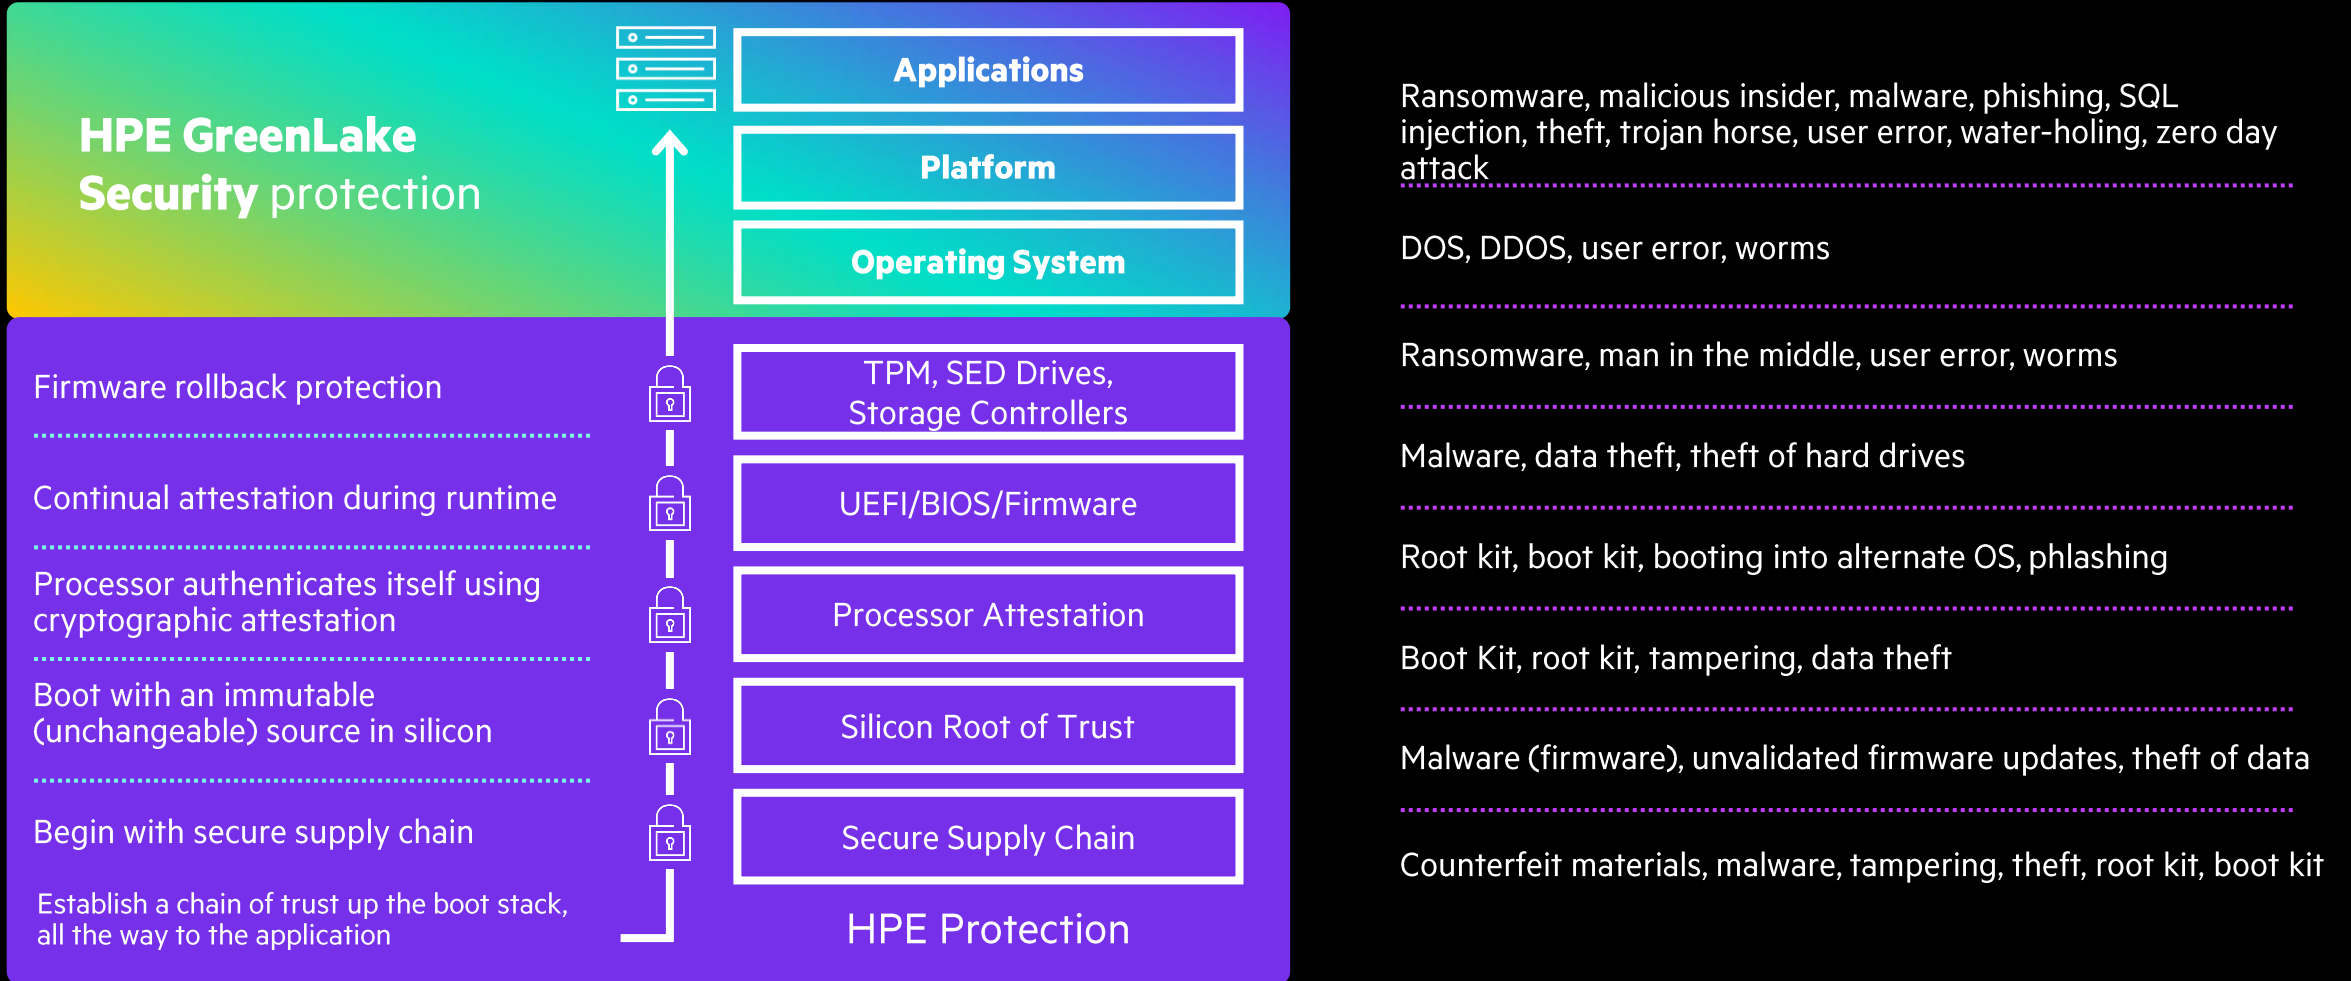 HPE GreenLake
Security protection
Applications
Platform
Operating System
Firmware rollback protection
Continual attestation during runtime
Processor authenticates itself using
cryptographic attestation
Boot with an immutable
(unchangeable) source in silicon
Begin with secure supply chain
Establish a chain of trust up the boot stack,
all the way to the application
TPM, SED Drives,
Storage Controllers
UEFI/BIOS/Firmware
Processor Attestation
Silicon Root of Trust
Secure Supply Chain
HPE Protection
Ransomware, malicious insider, malware, phishing, SQL
injection, theft, trojan horse, user error, water-holing, zero day
attack
DOS, DDOS, user error, worms
Ransomware, man in the middle, user error, worms
Malware, data theft, theft of hard drives
Root kit, boot kit, booting into alternate OS, phlashing
Boot Kit, root kit, tampering, data theft
Malware (firmware), unvalidated firmware updates, theft of data
Counterfeit materials, malware, tampering, theft, root kit, boot kit